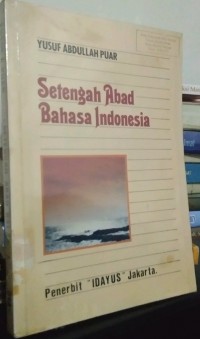 YUSUF ABDULLAH PUAR
Setengah Abad
Bahasa Indonesia
Penerbit "IDAYUS" Jakarta.